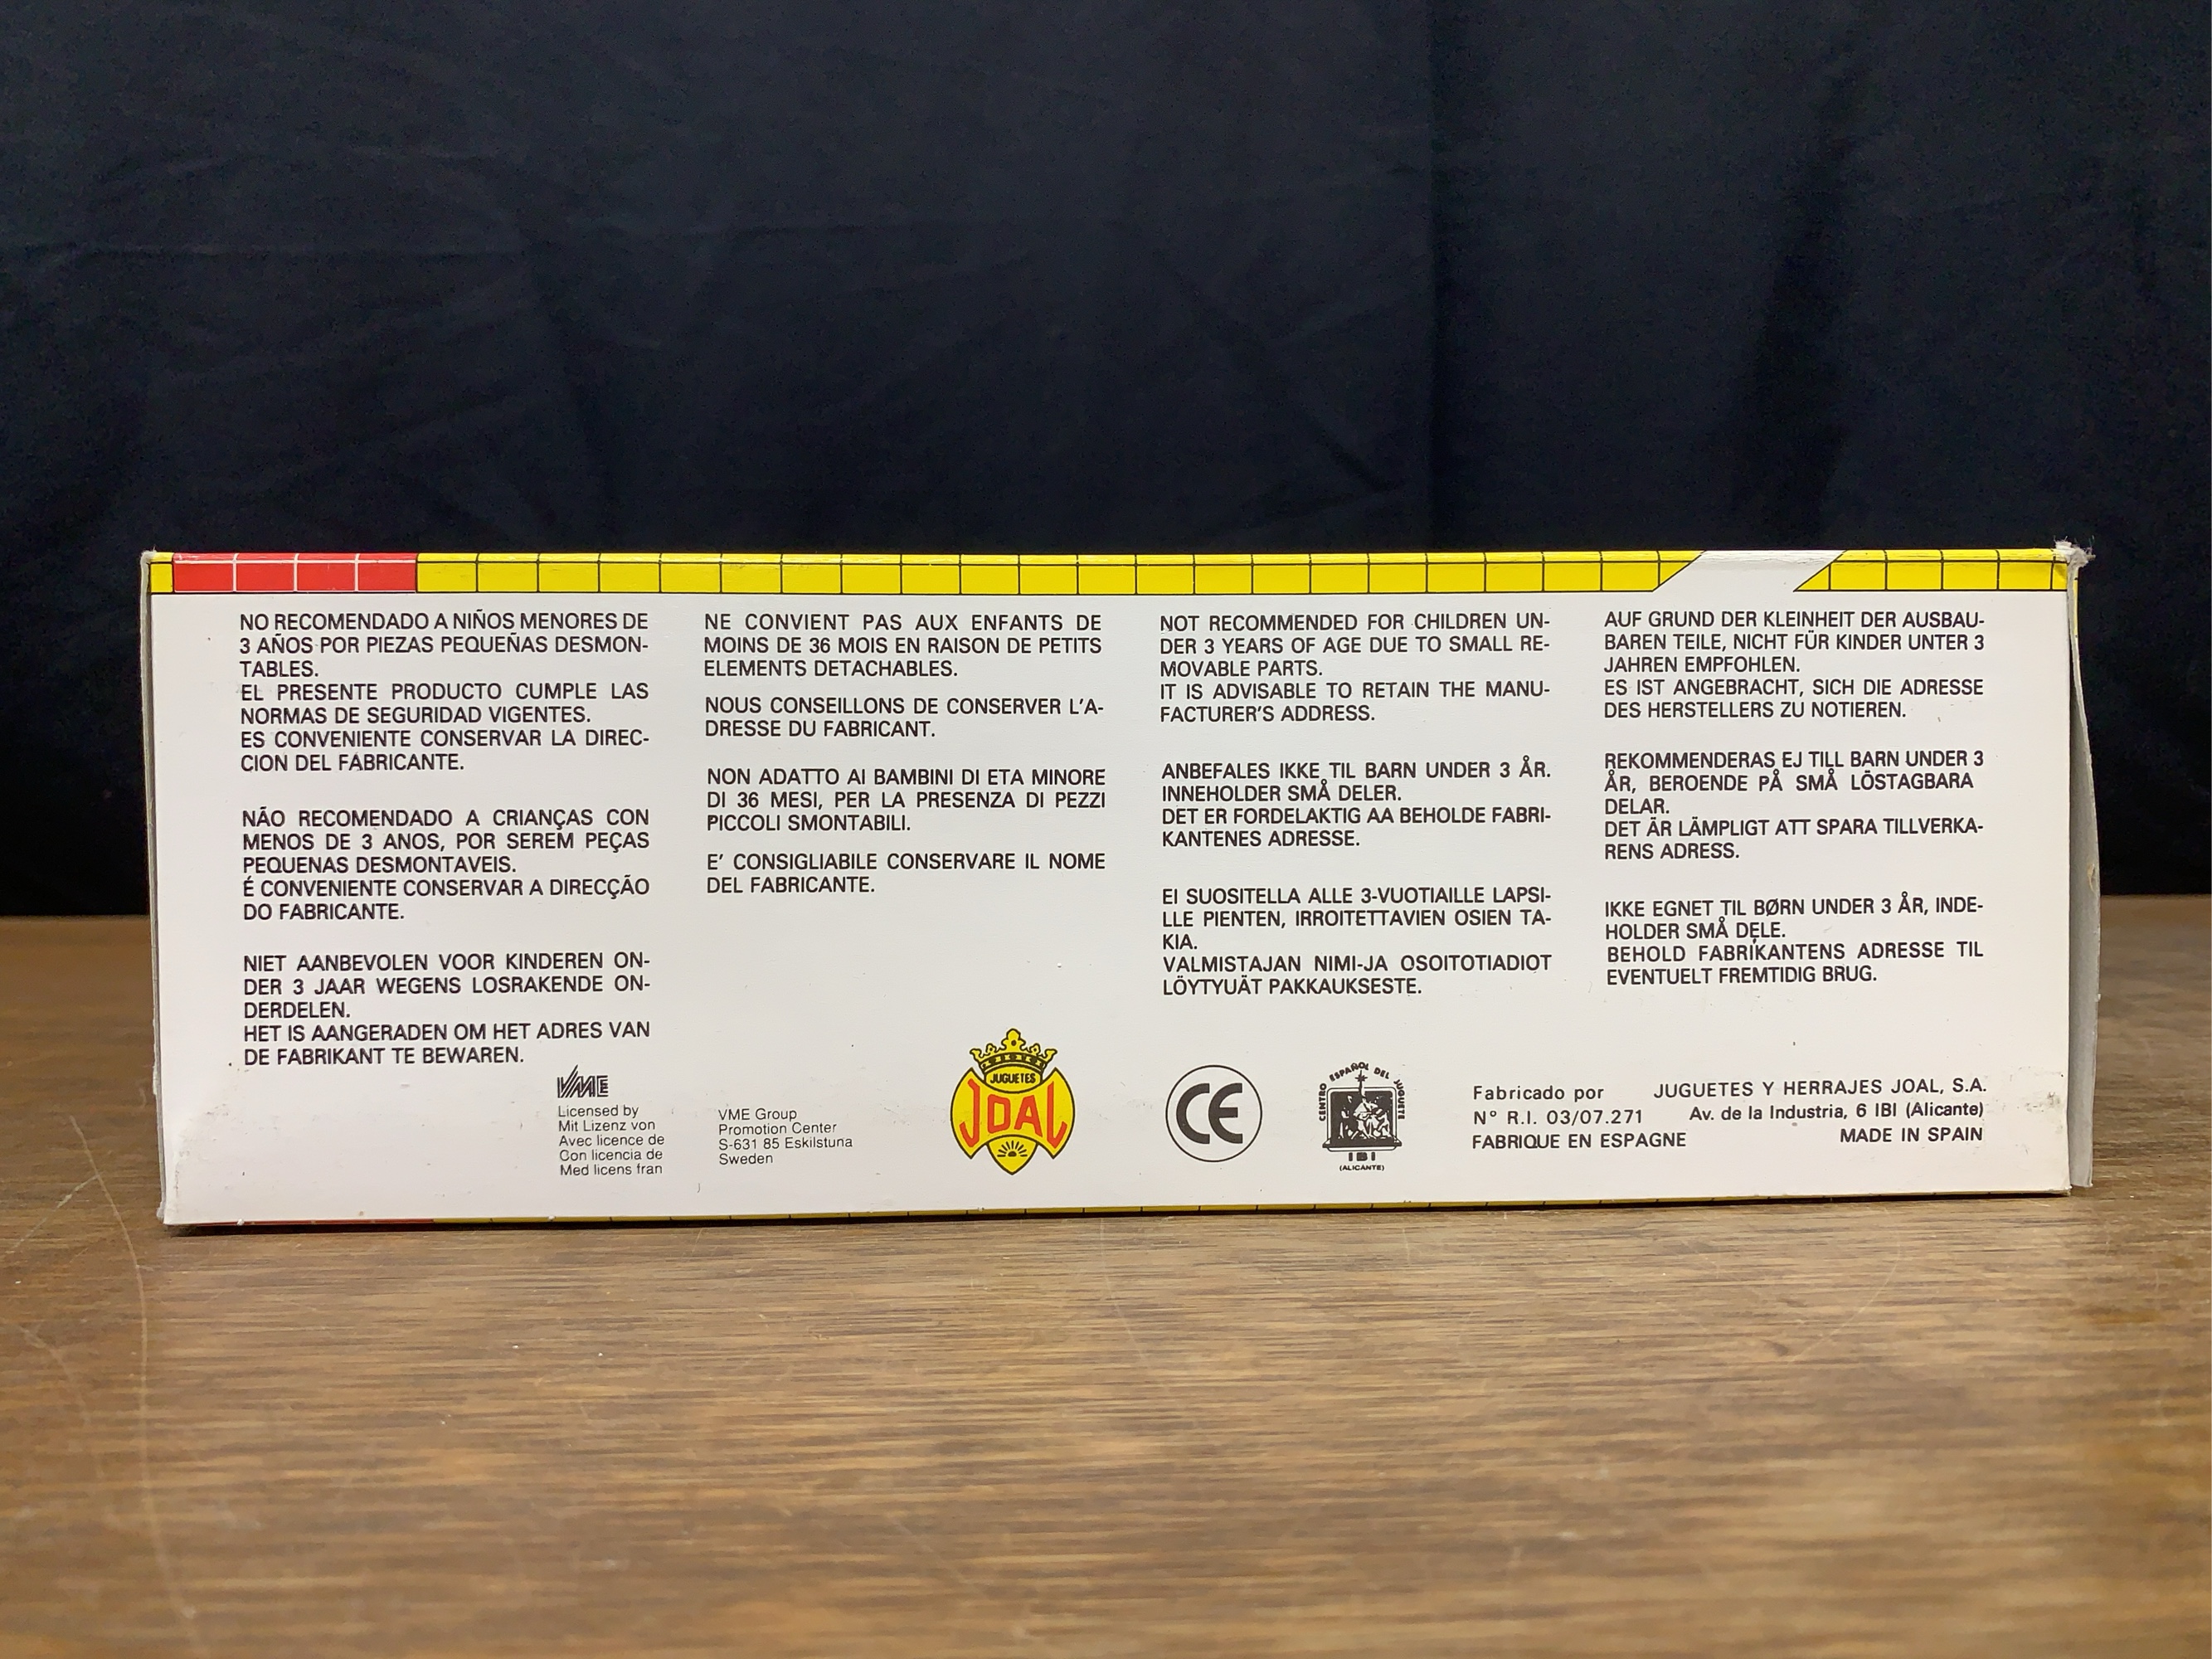 NO RECOMENDADO A NIÑOS MENORES DE
3 AÑOS POR PIEZAS PEQUEÑAS DESMON-
TABLES.
EL PRESENTE PRODUCTO CUMPLE LAS
NORMAS DE SEGURIDAD VIGENTES.
ES CONVENIENTE CONSERVAR LA DIREC-
CION DEL FABRICANTE.
NÃO RECOMENDADO A CRIANÇAS CON
MENOS DE 3 ANOS, POR SEREM PEÇAS
PEQUENAS DESMONTAVEIS.
É CONVENIENTE CONSERVAR A DIRECÇÃO
DO FABRICANTE.
NIET AANBEVOLEN VOOR KINDEREN ON-
DER 3 JAAR WEGENS LOSRAKENDE ON-
DERDELEN.
HET IS AANGERADEN OM HET ADRES VAN
DE FABRIKANT TE BEWAREN.
NE CONVIENT PAS AUX ENFANTS DE
MOINS DE 36 MOIS EN RAISON DE PETITS
ELEMENTS DETACHABLES.
NOUS CONSEILLONS DE CONSERVER L'A-
DRESSE DU FABRICANT.
NON ADATTO AI BAMBINI DI ETA MINORE
DI 36 MESI, PER LA PRESENZA DI PEZZI
PICCOLI SMONTABILI.
E' CONSIGLIABILE CONSERVARE IL NOME
DEL FABRICANTE.
NOT RECOMMENDED FOR CHILDREN UN-
DER 3 YEARS OF AGE DUE TO SMALL RE-
MOVABLE PARTS.
IT IS ADVISABLE TO RETAIN THE MANU-
FACTURER'S ADDRESS.
ANBEFALES IKKE TIL BARN UNDER 3 ÅR.
INNEHOLDER SMÅ DELER.
DET ER FORDELAKTIG AA BEHOLDE FABRI-
KANTENES ADRESSE.
EI SUOSITELLA ALLE 3-VUOTIAILLE LAPSI-
LLE PIENTEN, IRROITETTAVIEN OSIEN TA-
KIA.
VALMISTAJAN NIMI-JA OSOITOTIADIOT
LÖYTYUÄT PAKKAUKSESTE.
AUF GRUND DER KLEINHEIT DER AUSBAU-
BAREN TEILE, NICHT FÜR KINDER UNTER 3
JAHREN EMPFOHLEN.
ES IST ANGEBRACHT, SICH DIE ADRESSE
DES HERSTELLERS ZU NOTIEREN.
REKOMMENDERAS EJ TILL BARN UNDER 3
ÅR, BEROENDE PÅ SMÅ LÖSTAGBARA
DELAR.
DET ÄR LÄMPLIGT ATT SPARA TILLVERKA-
RENS ADRESS.
IKKE EGNET TIL BØRN UNDER 3 ÅR, INDE-
HOLDER SMÅ DELE.
BEHOLD FABRIKANTENS ADRESSE TIL
EVENTUELT FREMTIDIG BRUG.
VME
Licensed by
Mit Lizenz von
Avec licence de
Con licencia de
Med licens fran
VME Group
Promotion Center
S-631 85 Eskilstuna
Sweden
JUGUETES
JOAL
CE
CENTRO ESPAÑOL DEL JUGUETE
IBI
(ALICANTE)
Fabricado por JUGUETES Y HERRAJES JOAL, S.A.
Nº R.I. 03/07.271 Av. de la Industria, 6 IBI (Alicante)
FABRIQUE EN ESPAGNE MADE IN SPAIN